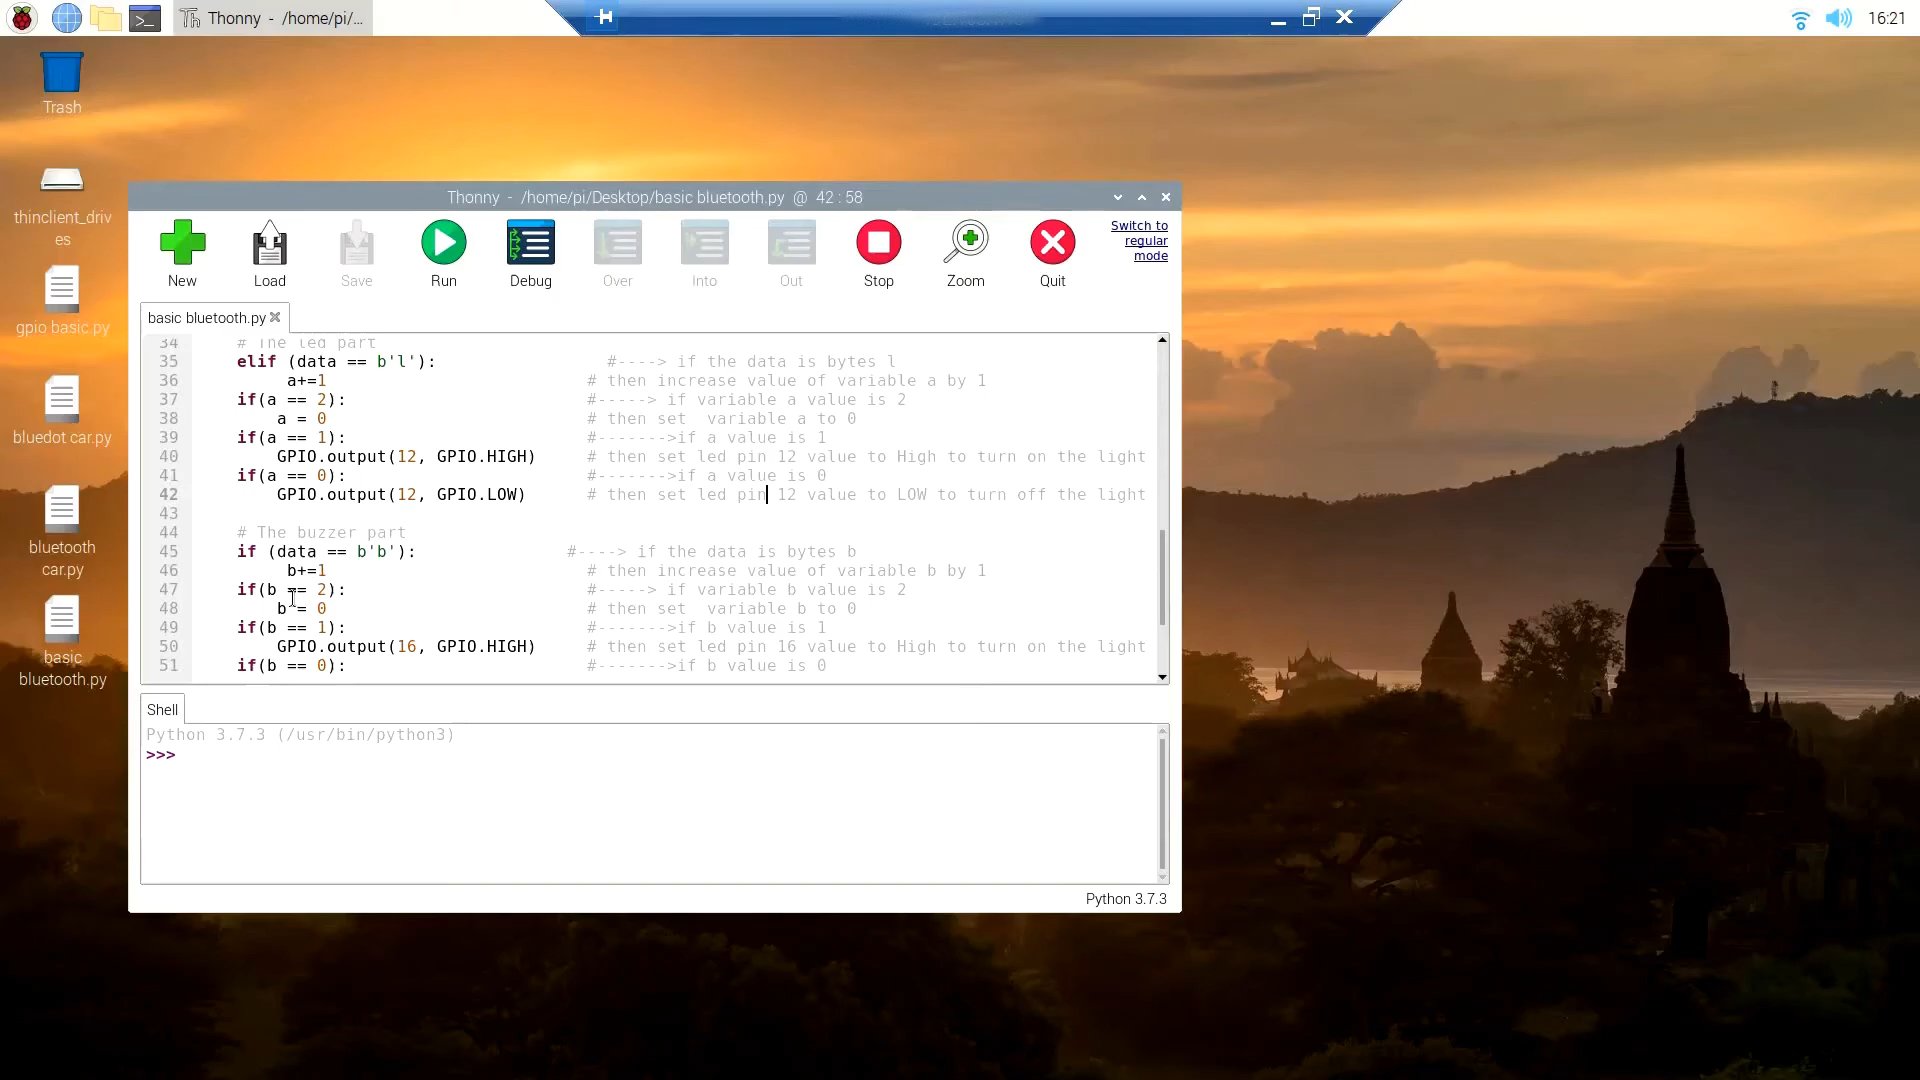 Thonny - /home/pi/...
16:21
Trash
thinclient_driv
es
gpio basic.py
bluedot car.py
bluetooth
car.py
basic
bluetooth.py
Thonny - /home/pi/Desktop/basic bluetooth.py @ 42 : 58
New
Load
Save
Run
Debug
Over
Into
Out
Stop
Zoom
Quit
Switch to
regular
mode
basic bluetooth.py
34 # The led part
35 elif (data == b'l'): #----> if the data is bytes l
36 a+=1 # then increase value of variable a by 1
37 if(a == 2): #-----> if variable a value is 2
38 a = 0 # then set  variable a to 0
39 if(a == 1): #------->if a value is 1
40 GPIO.output(12, GPIO.HIGH) # then set led pin 12 value to High to turn on the light
41 if(a == 0): #------->if a value is 0
42 GPIO.output(12, GPIO.LOW) # then set led pin 12 value to LOW to turn off the light
43
44 # The buzzer part
45 if (data == b'b'): #----> if the data is bytes b
46 b+=1 # then increase value of variable b by 1
47 if(b == 2): #-----> if variable b value is 2
48 b = 0 # then set  variable b to 0
49 if(b == 1): #------->if b value is 1
50 GPIO.output(16, GPIO.HIGH) # then set led pin 16 value to High to turn on the light
51 if(b == 0): #------->if b value is 0
Shell
Python 3.7.3 (/usr/bin/python3)
>>>
Python 3.7.3